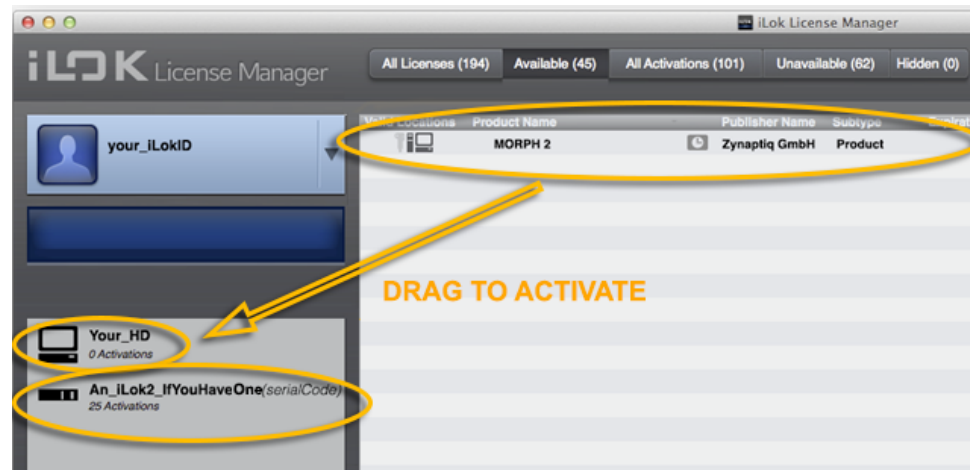 iLok License Manager
iLOK License Manager
All Licenses (194) Available (45) All Activations (101) Unavailable (62) Hidden (0)
Valid Locations Product Name Publisher Name Subtype
MORPH 2 Zynaptiq GmbH Product
your_iLokID
DRAG TO ACTIVATE
Your_HD
0 Activations
An_iLok2_IfYouHaveOne(serialCode)
25 Activations